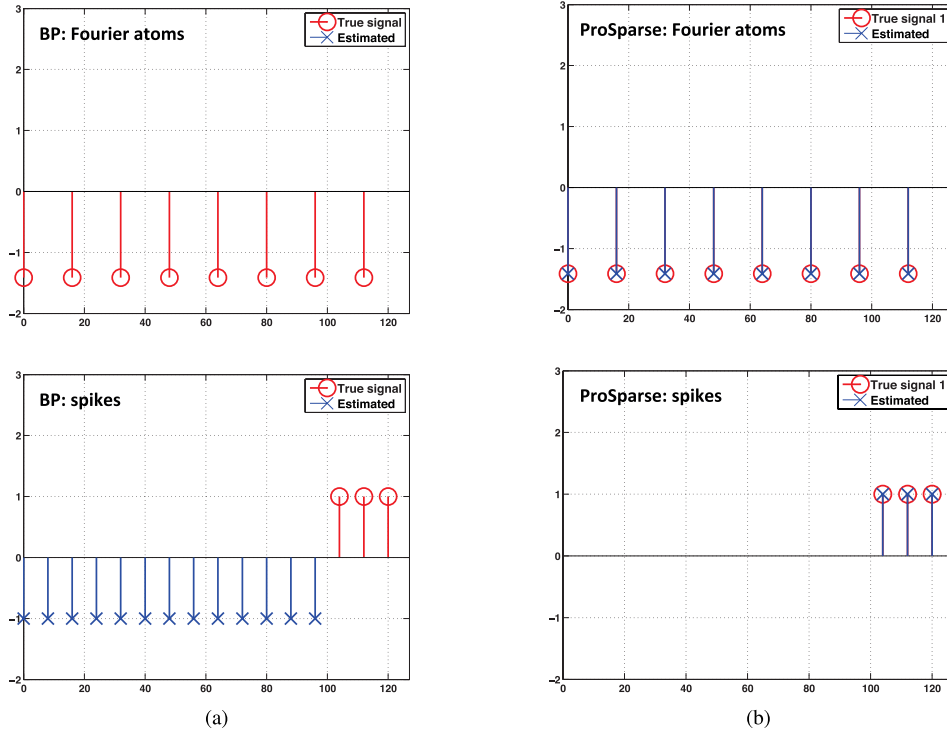 BP: Fourier atoms
True signal
Estimated
3
2
1
0
−1
−2
0 20 40 60 80 100 120
ProSparse: Fourier atoms
True signal 1
Estimated
3
2
1
0
−1
−2
0 20 40 60 80 100 120
BP: spikes
True signal
Estimated
3
2
1
0
−1
−2
0 20 40 60 80 100 120
(a)
ProSparse: spikes
True signal 1
Estimated
3
2
1
0
−1
−2
0 20 40 60 80 100 120
(b)